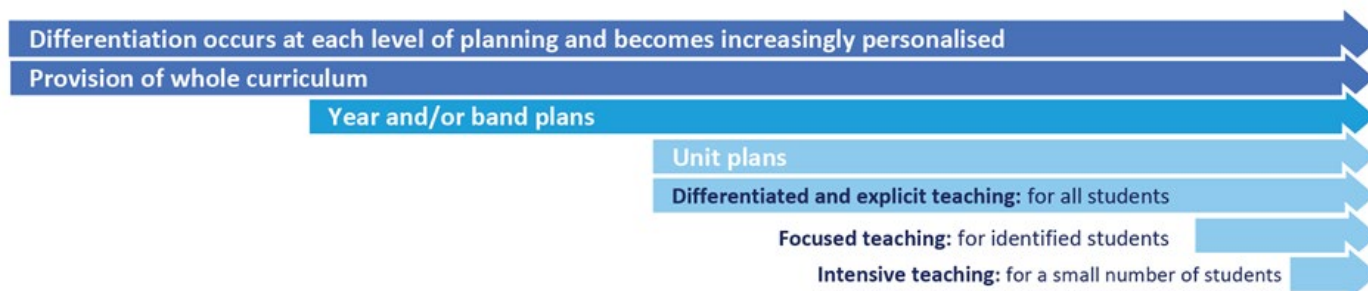 Differentiation occurs at each level of planning and becomes increasingly personalised
Provision of whole curriculum
Year and/or band plans
Unit plans
Differentiated and explicit teaching: for all students
Focused teaching: for identified students
Intensive teaching: for a small number of students